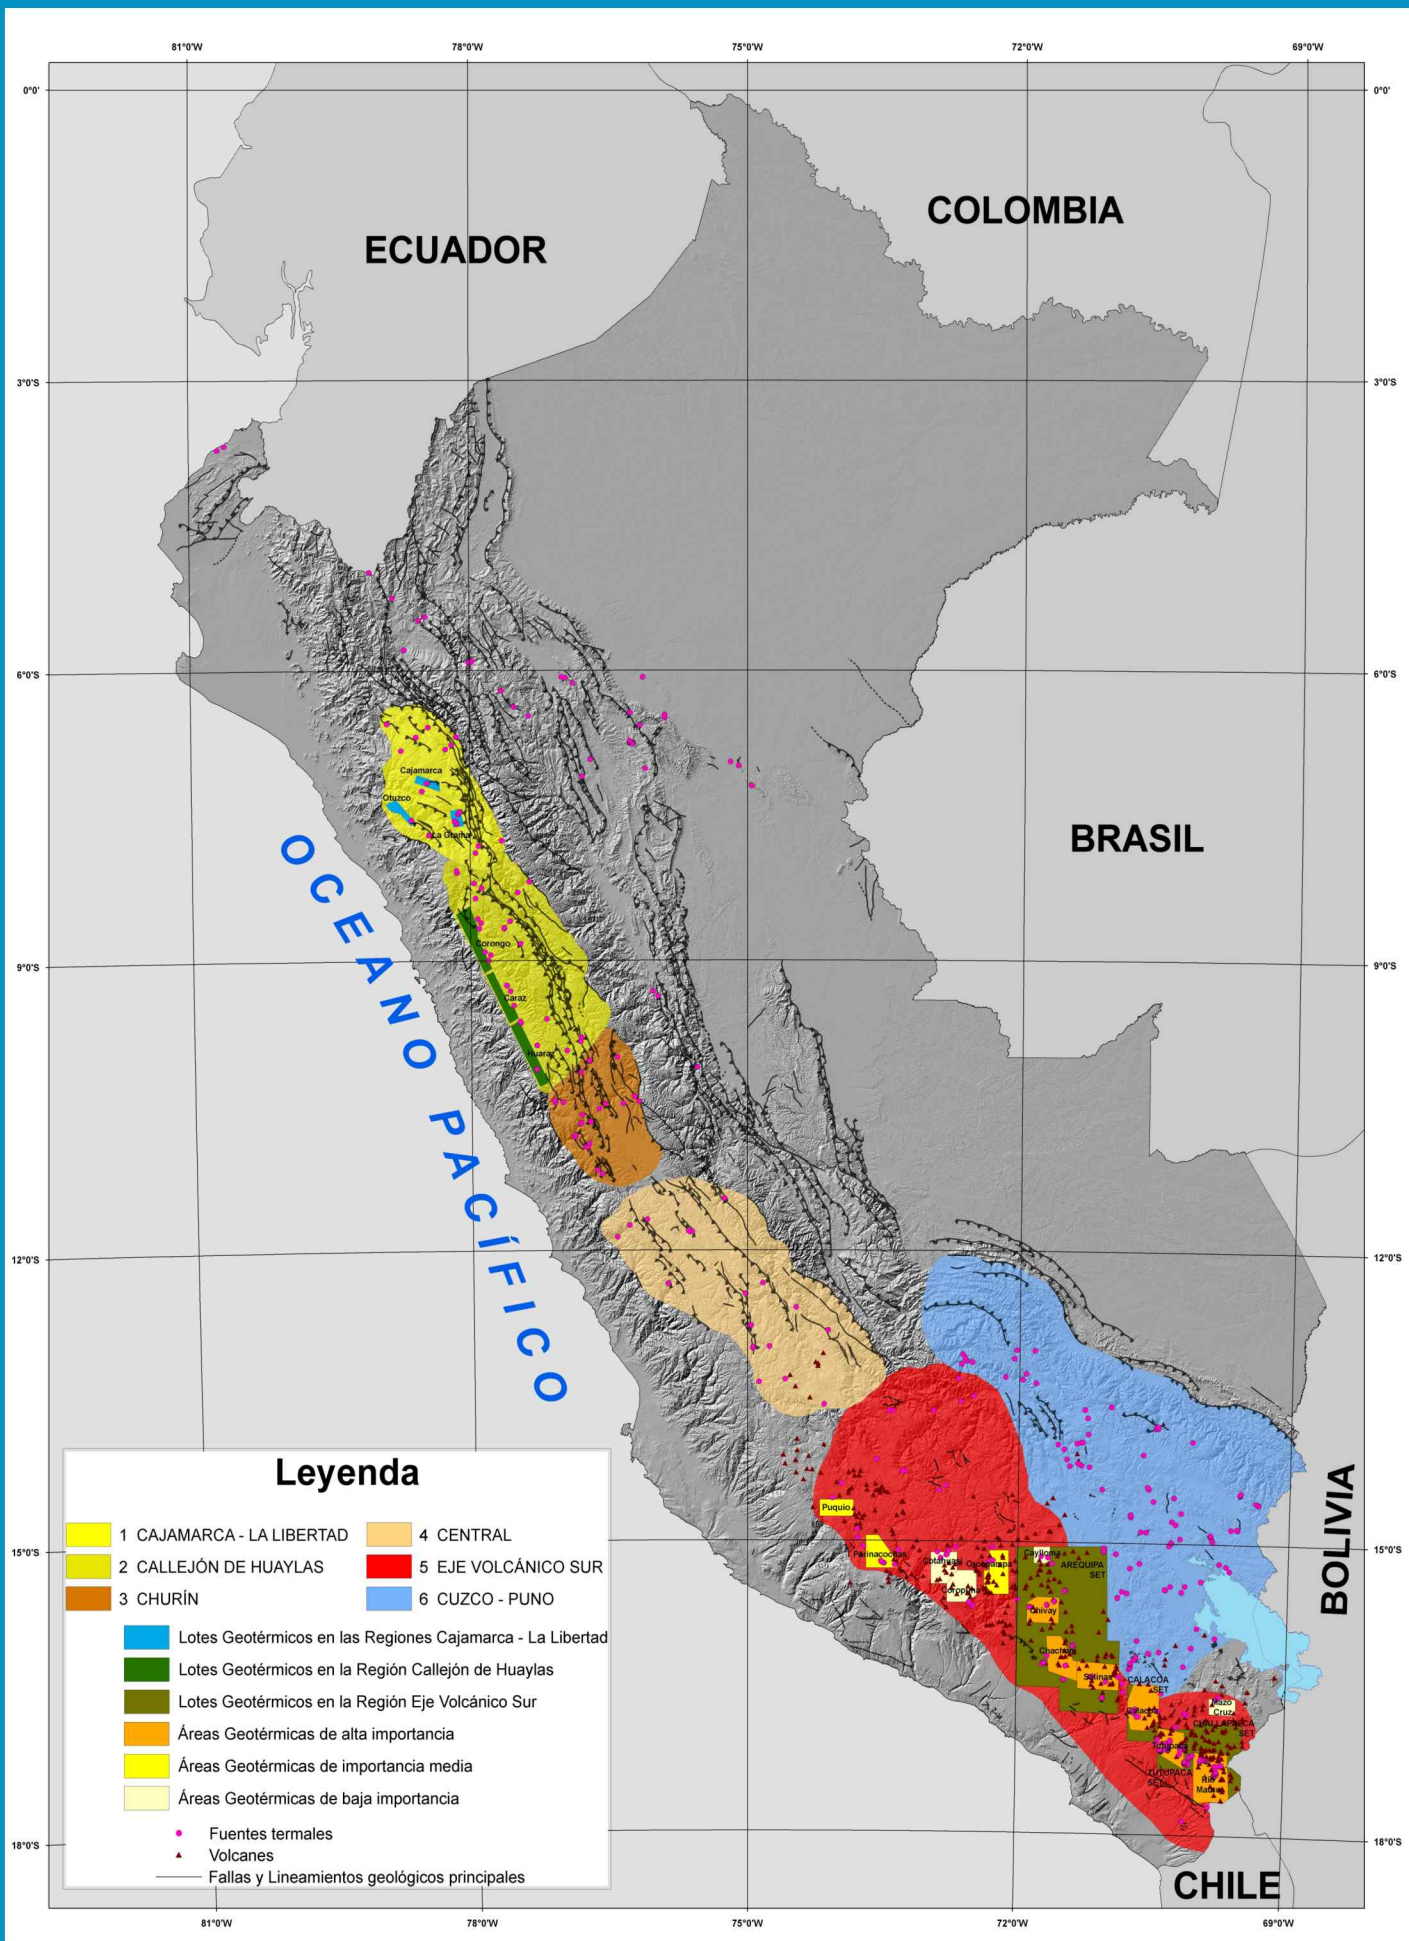 81°0'W 78°0'W 75°0'W 72°0'W 69°0'W
0°0' 0°0'
COLOMBIA
ECUADOR
3°0'S 3°0'S
6°0'S 6°0'S
Cajamarca
Otuzco
La Grama
BRASIL
OCEANO PACÍFICO
Corongo
9°0'S 9°0'S
Caraz
Huaraz
12°0'S 12°0'S
BOLIVIA
Puquio
15°0'S 15°0'S
Parinacochas
Cotahuasi
Orcopampa
Coropuna
Caylloma
AREQUIPA
SET
Chivay
Chachani
Salinas
CALACOA
SET
Calacoa
Mazo
Cruz
CHALLAPALCA
SET
Tutupaca
TUTUPACA
SET
Río
Maure
18°0'S 18°0'S
CHILE
Leyenda
1 CAJAMARCA - LA LIBERTAD
2 CALLEJÓN DE HUAYLAS
3 CHURÍN
4 CENTRAL
5 EJE VOLCÁNICO SUR
6 CUZCO - PUNO
Lotes Geotérmicos en las Regiones Cajamarca - La Libertad
Lotes Geotérmicos en la Región Callejón de Huaylas
Lotes Geotérmicos en la Región Eje Volcánico Sur
Áreas Geotérmicas de alta importancia
Áreas Geotérmicas de importancia media
Áreas Geotérmicas de baja importancia
Fuentes termales
Volcanes
Fallas y Lineamientos geológicos principales
81°0'W 78°0'W 75°0'W 72°0'W 69°0'W